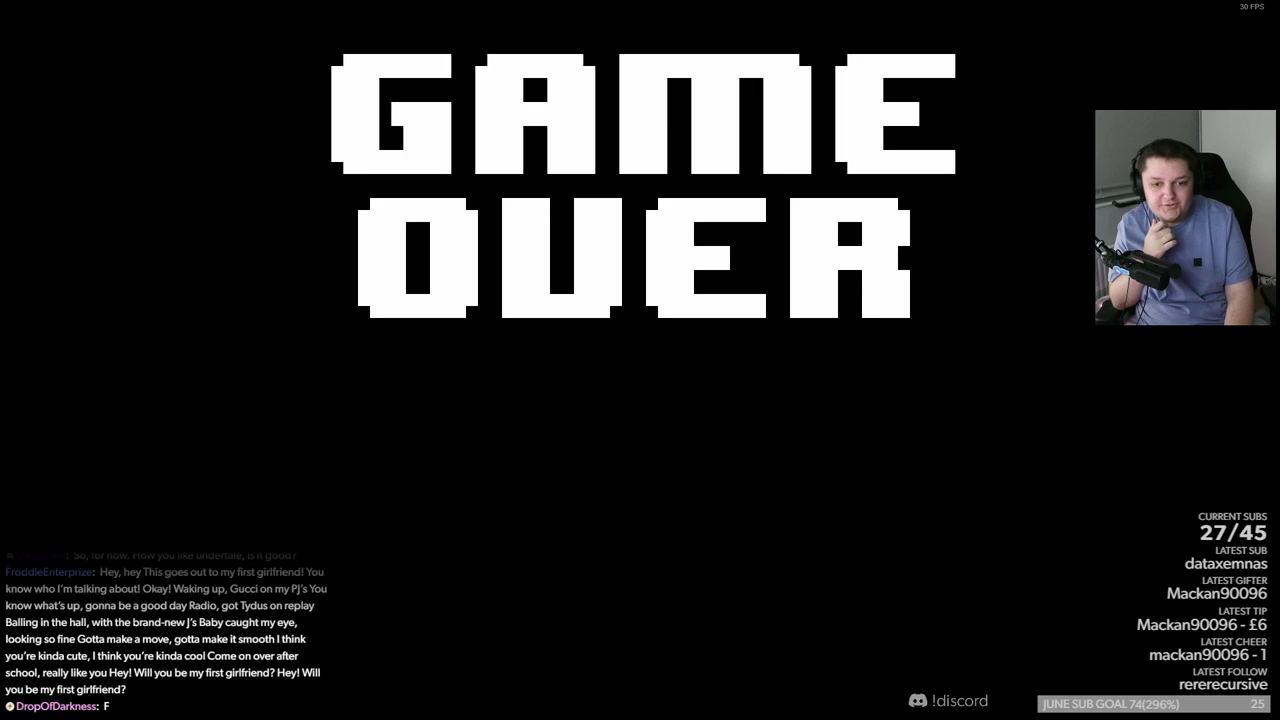 30 FPS
GAME
OVER
: So, for now. How you like undertale, is it good?
FroddleEnterprize: Hey, hey This goes out to my first girlfriend! You
know who I'm talking about! Okay! Waking up, Gucci on my PJ's You
know what's up, gonna be a good day Radio, got Tydus on replay
Balling in the hall, with the brand-new J's Baby caught my eye,
looking so fine Gotta make a move, gotta make it smooth I think
you're kinda cute, I think you're kinda cool Come on over after
school, really like you Hey! Will you be my first girlfriend? Hey! Will
you be my first girlfriend?
DropOfDarkness: F
CURRENT SUBS
27/45
LATEST SUB
dataxemnas
LATEST GIFTER
Mackan90096
LATEST TIP
Mackan90096 - £6
LATEST CHEER
mackan90096 - 1
LATEST FOLLOW
rererecursive
!discord
JUNE SUB GOAL 74(296%) 25